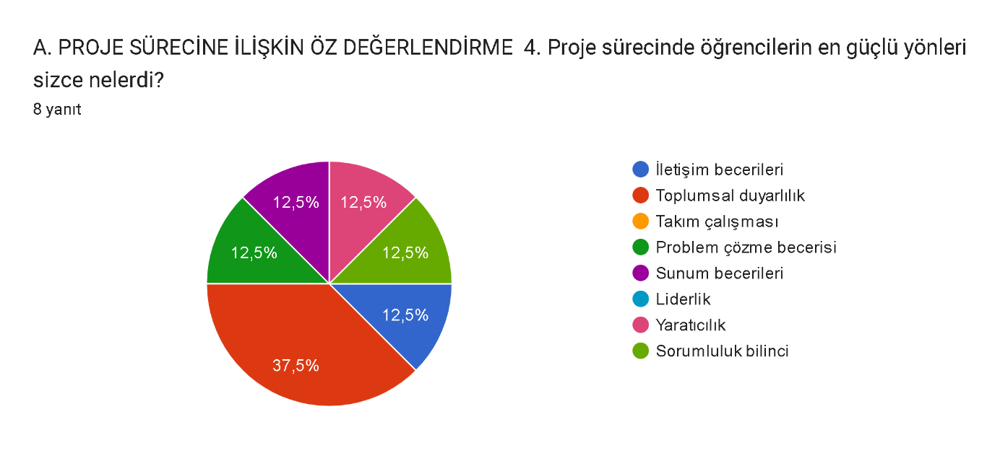 A. PROJE SÜRECİNE İLİŞKİN ÖZ DEĞERLENDİRME  4. Proje sürecinde öğrencilerin en güçlü yönleri
sizce nelerdi?
8 yanıt
12,5%
12,5%
12,5%
12,5%
12,5%
37,5%
İletişim becerileri
Toplumsal duyarlılık
Takım çalışması
Problem çözme becerisi
Sunum becerileri
Liderlik
Yaratıcılık
Sorumluluk bilinci